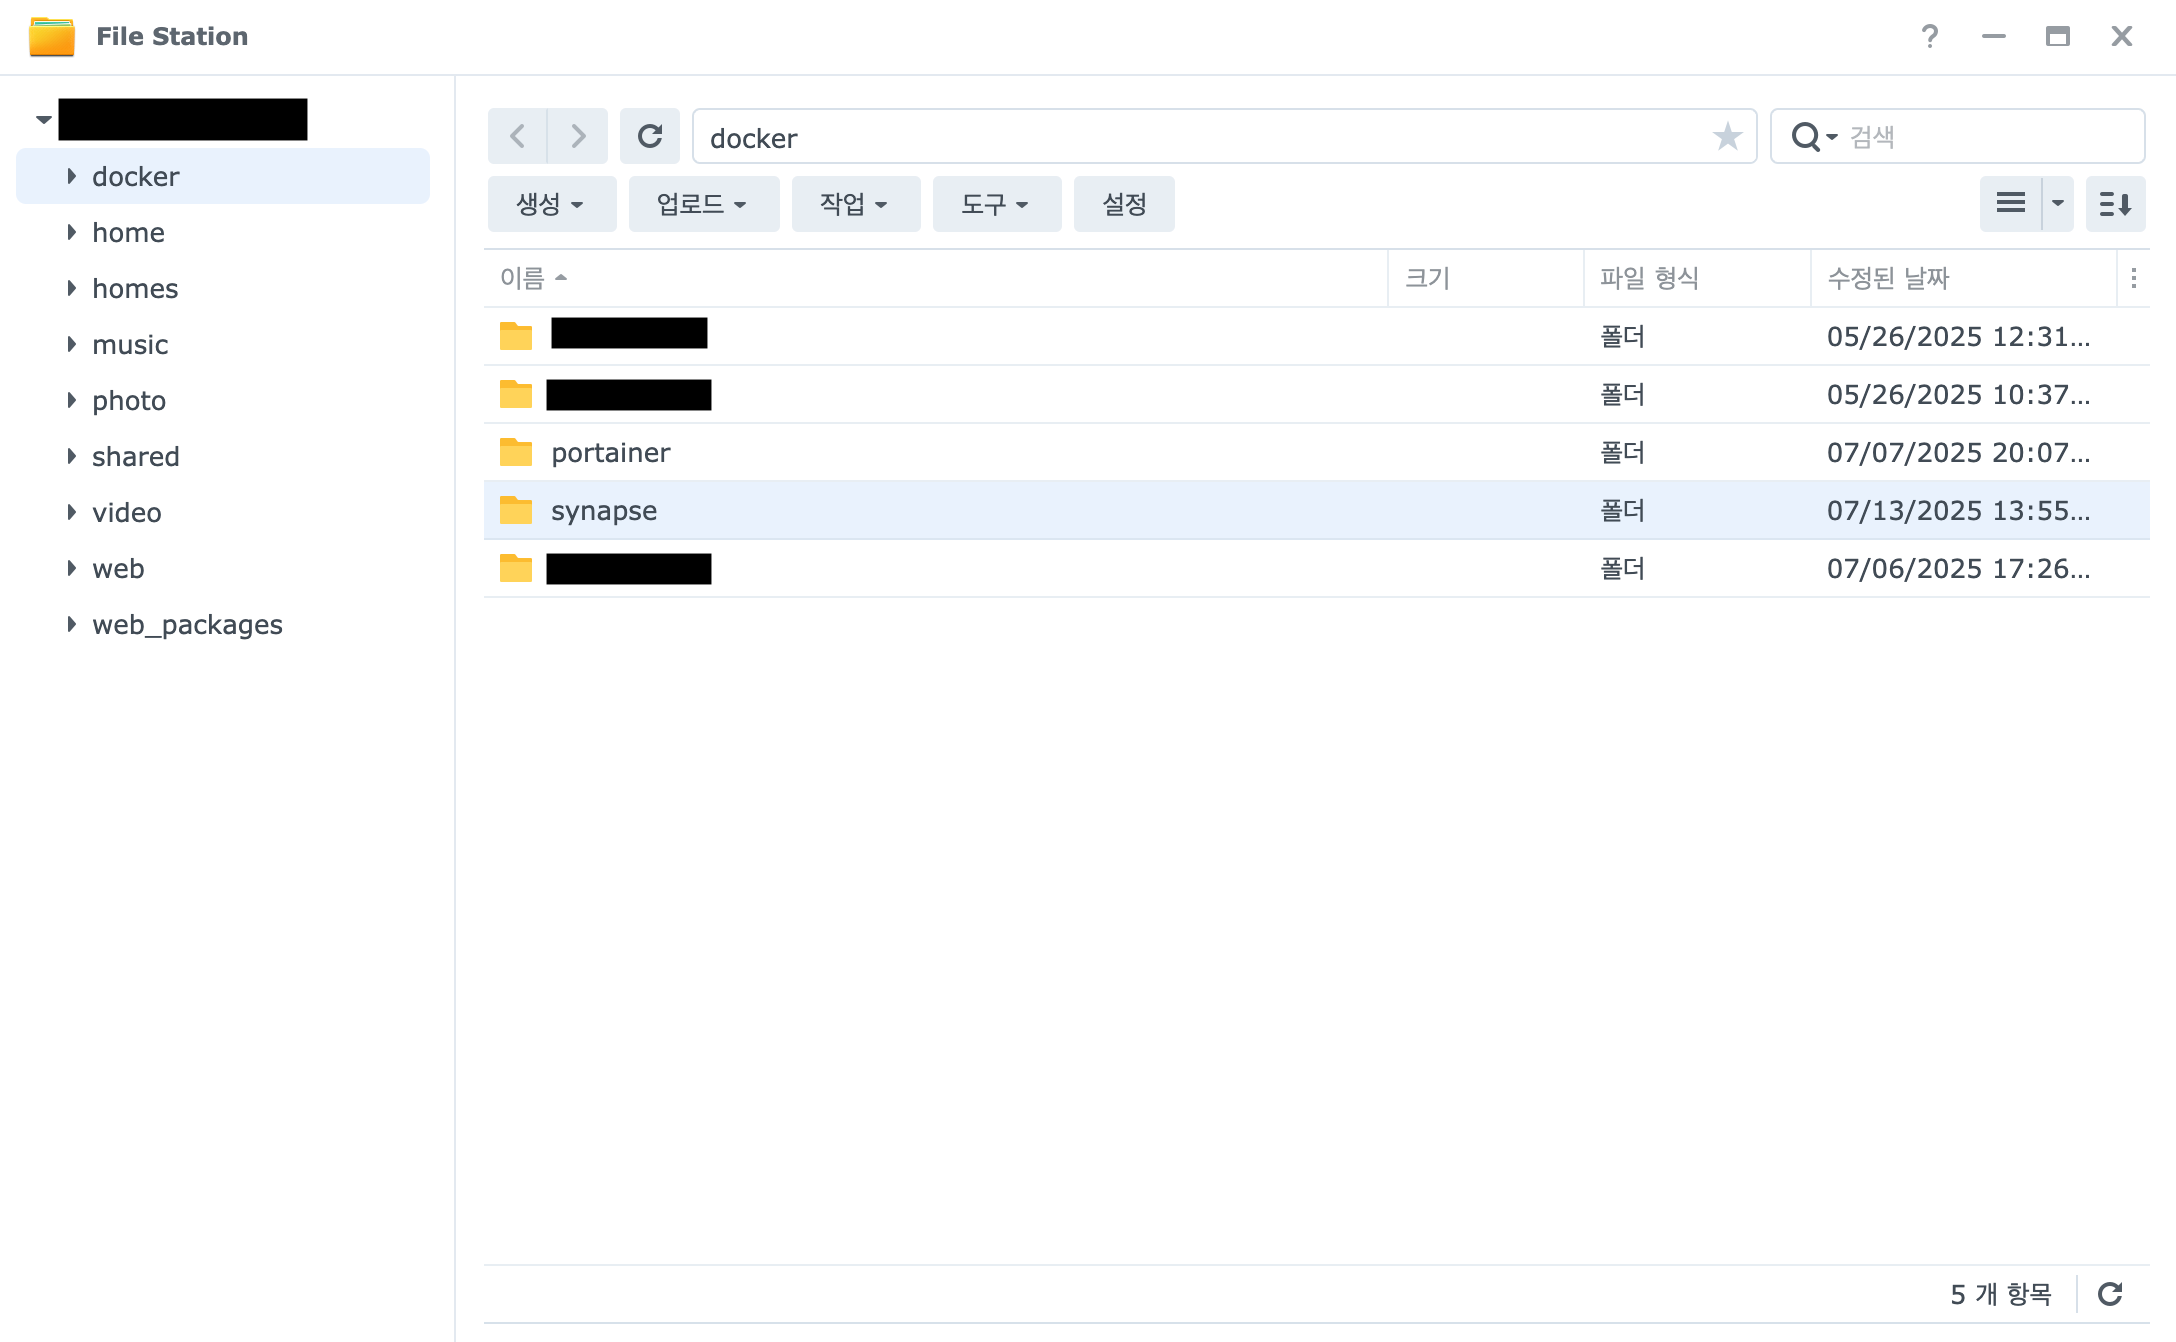 File Station
docker
home
homes
music
photo
shared
video
web
web_packages
docker
검색
생성
업로드
작업
도구
설정
이름 크기 파일 형식 수정된 날짜
폴더 05/26/2025 12:31...
폴더 05/26/2025 10:37...
portainer 폴더 07/07/2025 20:07...
synapse 폴더 07/13/2025 13:55...
폴더 07/06/2025 17:26...
5 개 항목